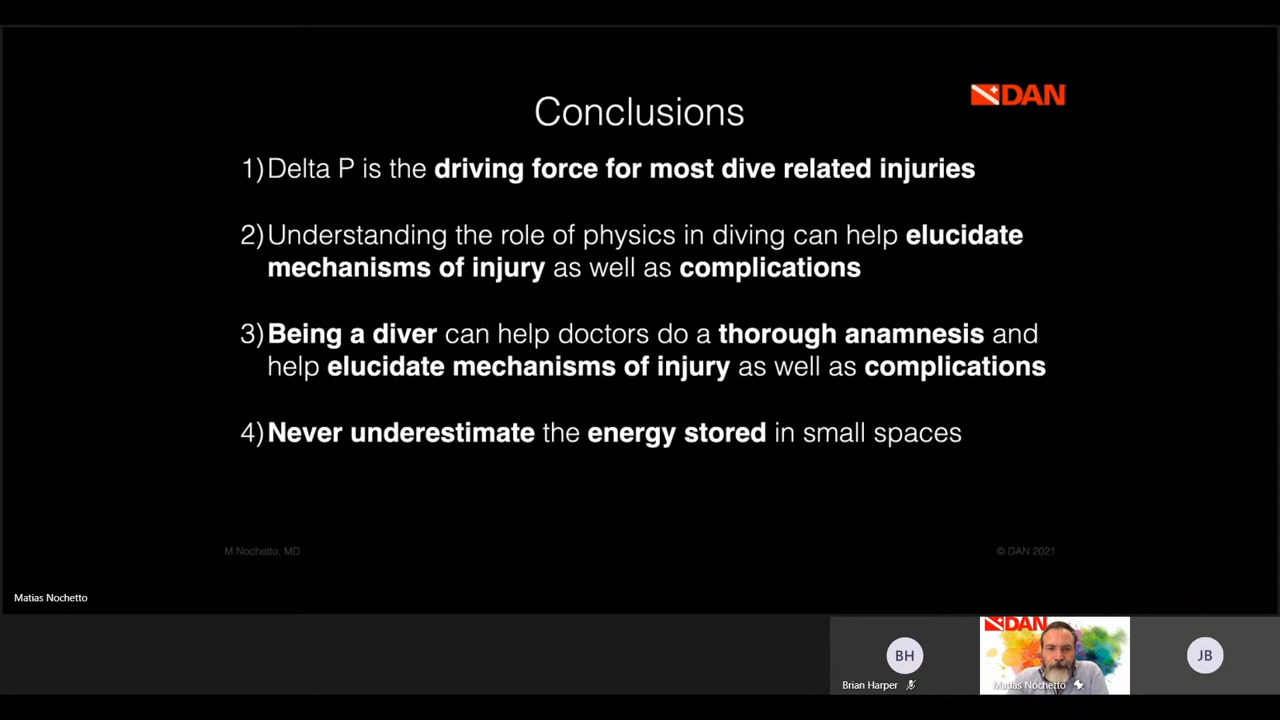 DAN
Conclusions
1) Delta P is the driving force for most dive related injuries
2) Understanding the role of physics in diving can help elucidate
mechanisms of injury as well as complications
3) Being a diver can help doctors do a thorough anamnesis and
help elucidate mechanisms of injury as well as complications
4) Never underestimate the energy stored in small spaces
M.Nochetto, MD
© DAN 2021
Matias Nochetto
DAN
BH
JB
Brian Harper
Matias Nochetto